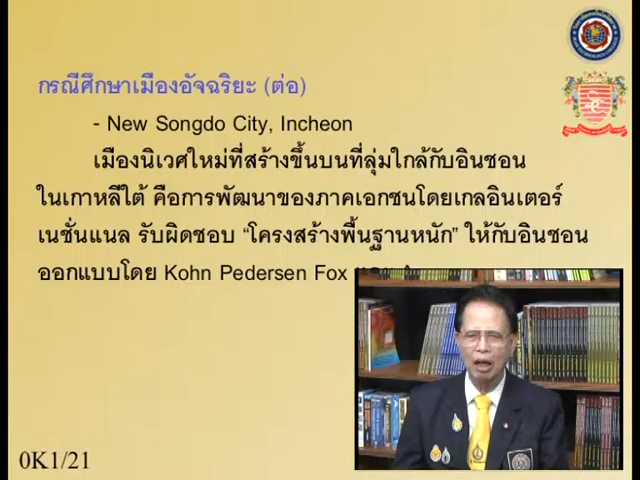 กรณีศึกษาเมืองอัจฉริยะ (ต่อ)
- New Songdo City, Incheon
เมืองนิเวศใหม่ที่สร้างขึ้นบนที่ลุ่มใกล้กับอินชอน
ในเกาหลีใต้ คือการพัฒนาของภาคเอกชนโดยเกลอินเตอร์
เนชั่นแนล รับผิดชอบ “โครงสร้างพื้นฐานหนัก” ให้กับอินชอน
ออกแบบโดย Kohn Pedersen Fox
0K1/21